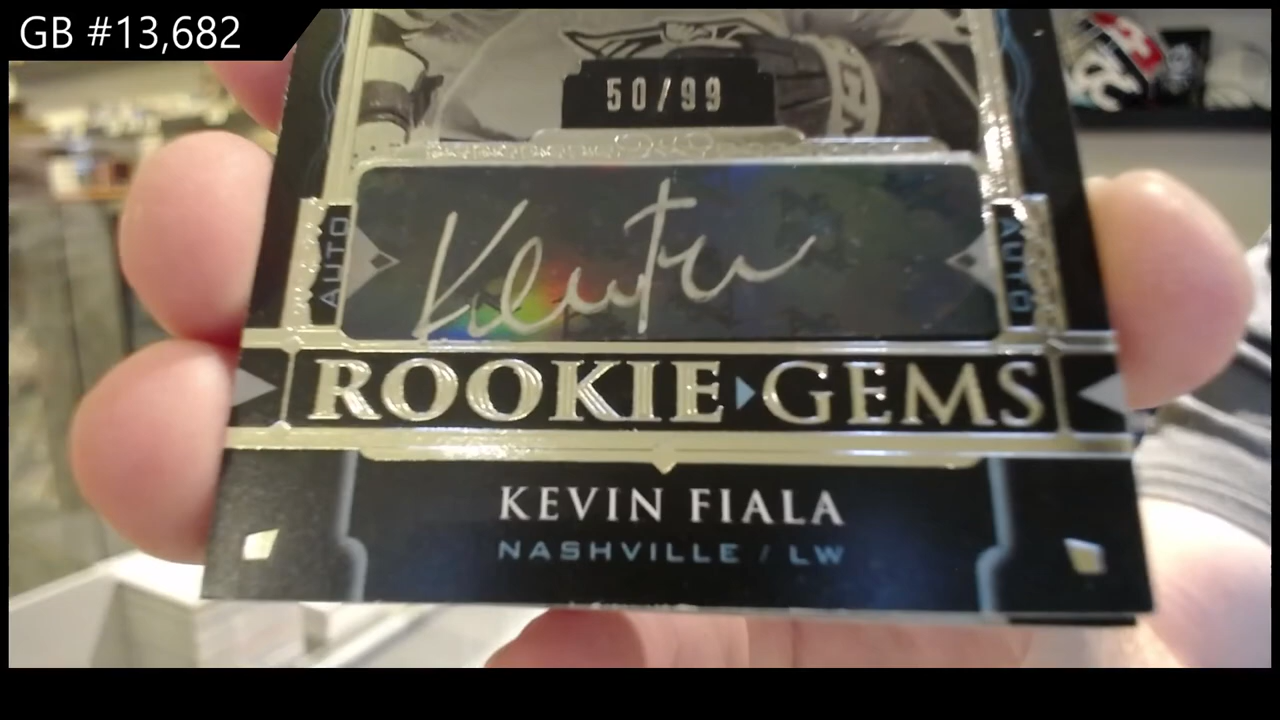 GB #13,682
50/99
AUTO
AUTO
ROOKIE GEMS
KEVIN FIALA
NASHVILLE / LW